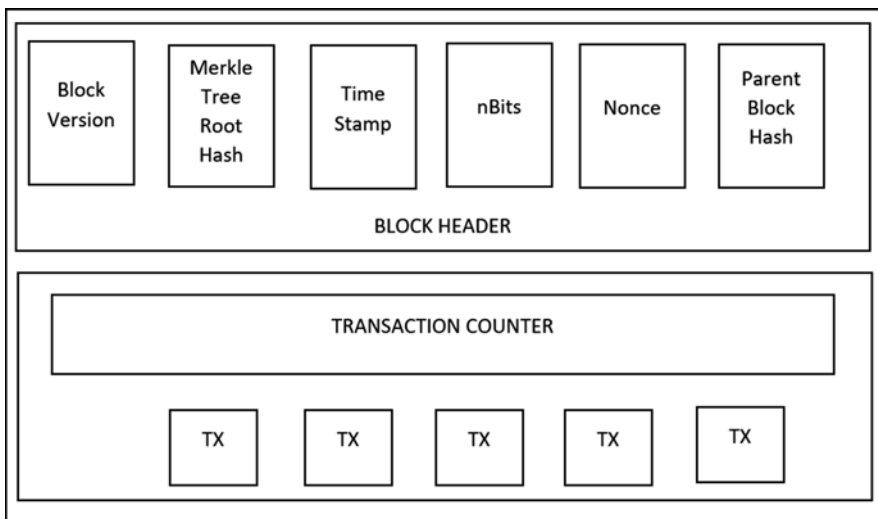 Block
Version
Merkle
Tree
Root
Hash
Time
Stamp
nBits
Nonce
Parent
Block
Hash
BLOCK HEADER
TRANSACTION COUNTER
TX
TX
TX
TX
TX